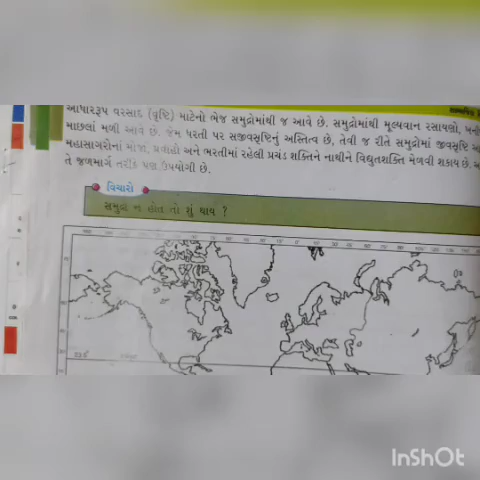 આધારરૂપ વરસાદ (વૃષ્ટિ) માટેનો ભેજ સમુદ્રોમાંથી જ આવે છે. સમુદ્રોમાંથી મૂલ્યવાન રસાયણો,
માછલાં મળી આવે છે. જેમ ધરતી પર સજીવસૃષ્ટિનું અસ્તિત્વ છે, તેવી જ રીતે સમુદ્રોમાં જીવસૃષ્ટિ
મહાસાગરોનાં મોજાં, પ્રવાહો અને ભરતીમાં રહેલી પ્રચંડ શક્તિને નાથીને વિદ્યુતશક્તિ મેળવી શકાય છે.
તે જળમાર્ગ તરીકે પણ ઉપયોગી છે.
વિચારો
સમુદ્ર ન હોત તો શું થાય ?
InShOt